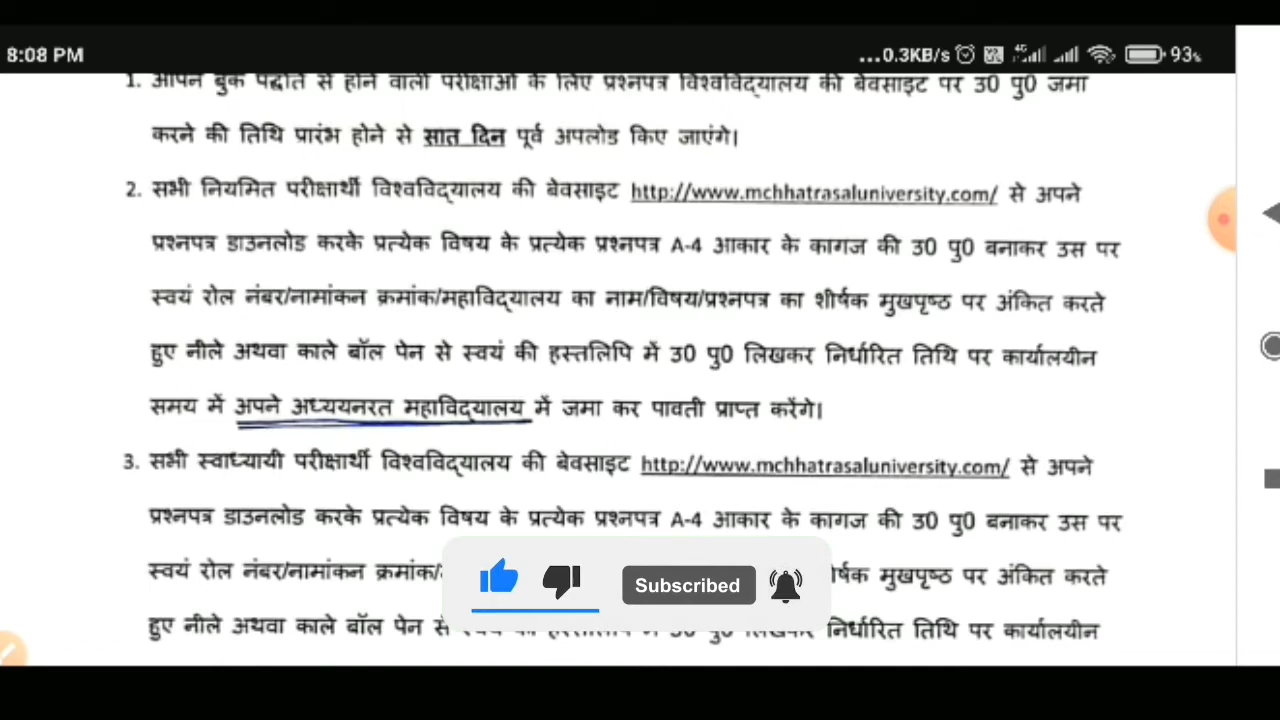 8:08 PM
...0.3KB/s 4G 93%
1. ओपन बुक पद्धति से होने वाली परीक्षाओं के लिए प्रश्नपत्र विश्वविद्यालय की बेवसाइट पर उ0 पु0 जमा
करने की तिथि प्रारंभ होने से सात दिन पूर्व अपलोड किए जाएंगे।
2. सभी नियमित परीक्षार्थी विश्वविद्यालय की बेवसाइट http://www.mchhatrasaluniversity.com/ से अपने
प्रश्नपत्र डाउनलोड करके प्रत्येक विषय के प्रत्येक प्रश्नपत्र A-4 आकार के कागज की उ0 पु0 बनाकर उस पर
स्वयं रोल नंबर/नामांकन क्रमांक/महाविद्यालय का नाम/विषय/प्रश्नपत्र का शीर्षक मुखपृष्ठ पर अंकित करते
हुए नीले अथवा काले बॉल पेन से स्वयं की हस्तलिपि में उ0 पु0 लिखकर निर्धारित तिथि पर कार्यालयीन
समय में अपने अध्ययनरत महाविद्यालय में जमा कर पावती प्राप्त करेंगे।
3. सभी स्वाध्यायी परीक्षार्थी विश्वविद्यालय की बेवसाइट http://www.mchhatrasaluniversity.com/ से अपने
प्रश्नपत्र डाउनलोड करके प्रत्येक विषय के प्रत्येक प्रश्नपत्र A-4 आकार के कागज की उ0 पु0 बनाकर उस पर
स्वयं रोल नंबर/नामांकन क्रमांक/ र्षक मुखपृष्ठ पर अंकित करते
Subscribed
हुए नीले अथवा काले बॉल पेन से उ0 पु0 लिखकर निर्धारित तिथि पर कार्यालयीन